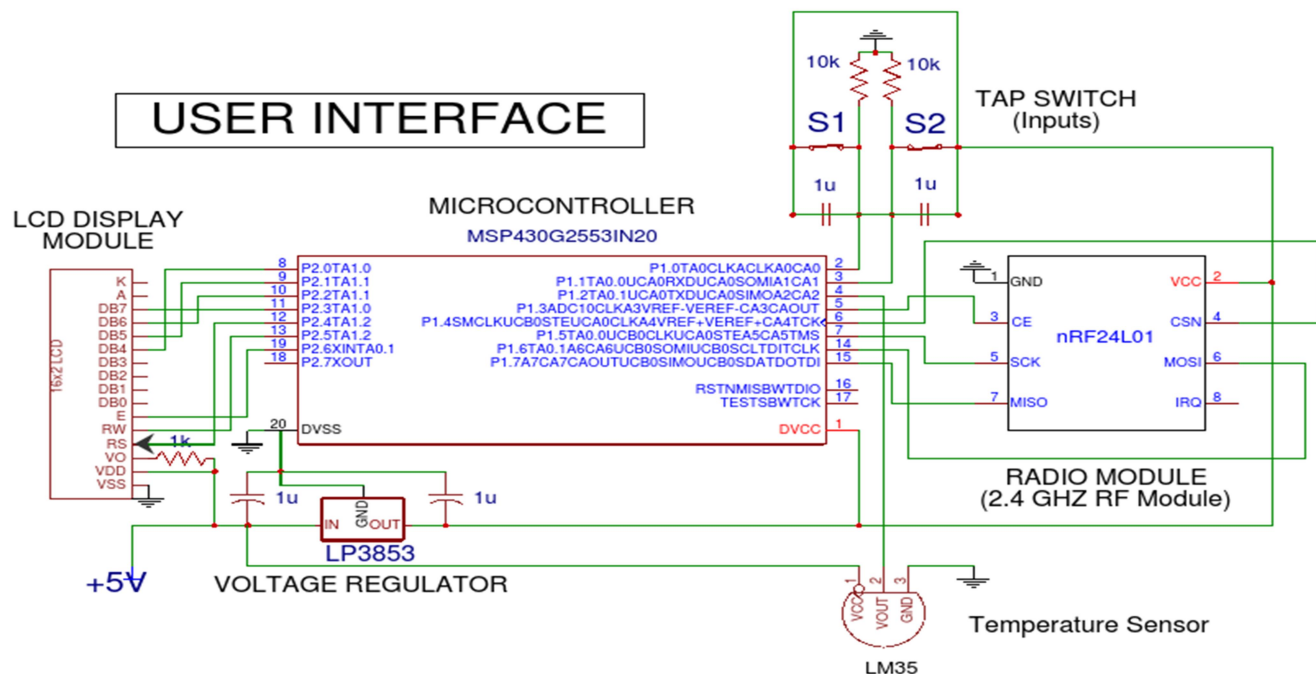 USER INTERFACE
10k
10k
TAP SWITCH
(Inputs)
S1
S2
1u
1u
LCD DISPLAY
MODULE
16x2 LCD
K
A
DB7
DB6
DB5
DB4
DB3
DB2
DB1
DB0
E
RW
RS
VO
VDD
VSS
1k
MICROCONTROLLER
MSP430G2553IN20
8 P2.0TA1.0
9 P2.1TA1.1
10 P2.2TA1.1
11 P2.3TA1.0
12 P2.4TA1.2
13 P2.5TA1.2
19 P2.6XINTA0.1
18 P2.7XOUT
20 DVSS
P1.0TA0CLKACLKA0CA0 2
P1.1TA0.0UCA0RXDUCA0SOMIA1CA1 3
P1.2TA0.1UCA0TXDUCA0SIMOA2CA2 4
P1.3ADC10CLKA3VREF-VEREF-CA3CAOUT 5
P1.4SMCLKUCB0STEUCA0CLKA4VREF+VEREF+CA4TCK 6
P1.5TA0.0UCB0CLKUCA0STEA5CA5TMS 7
P1.6TA0.1A6CA6UCB0SOMIUCB0SCLTDITCLK 14
P1.7A7CA7CAOUTUCB0SIMOUCB0SDATDOTDI 15
RSTNMISBWTDIO 16
TESTSBWTCK 17
DVCC 1
1 GND
3 CE
5 SCK
7 MISO
nRF24L01
VCC 2
CSN 4
MOSI 6
IRQ 8
RADIO MODULE
(2.4 GHZ RF Module)
1u
1u
IN GND OUT
LP3853
VOLTAGE REGULATOR
+5V
1 2 3
VCC VOUT GND
LM35
Temperature Sensor